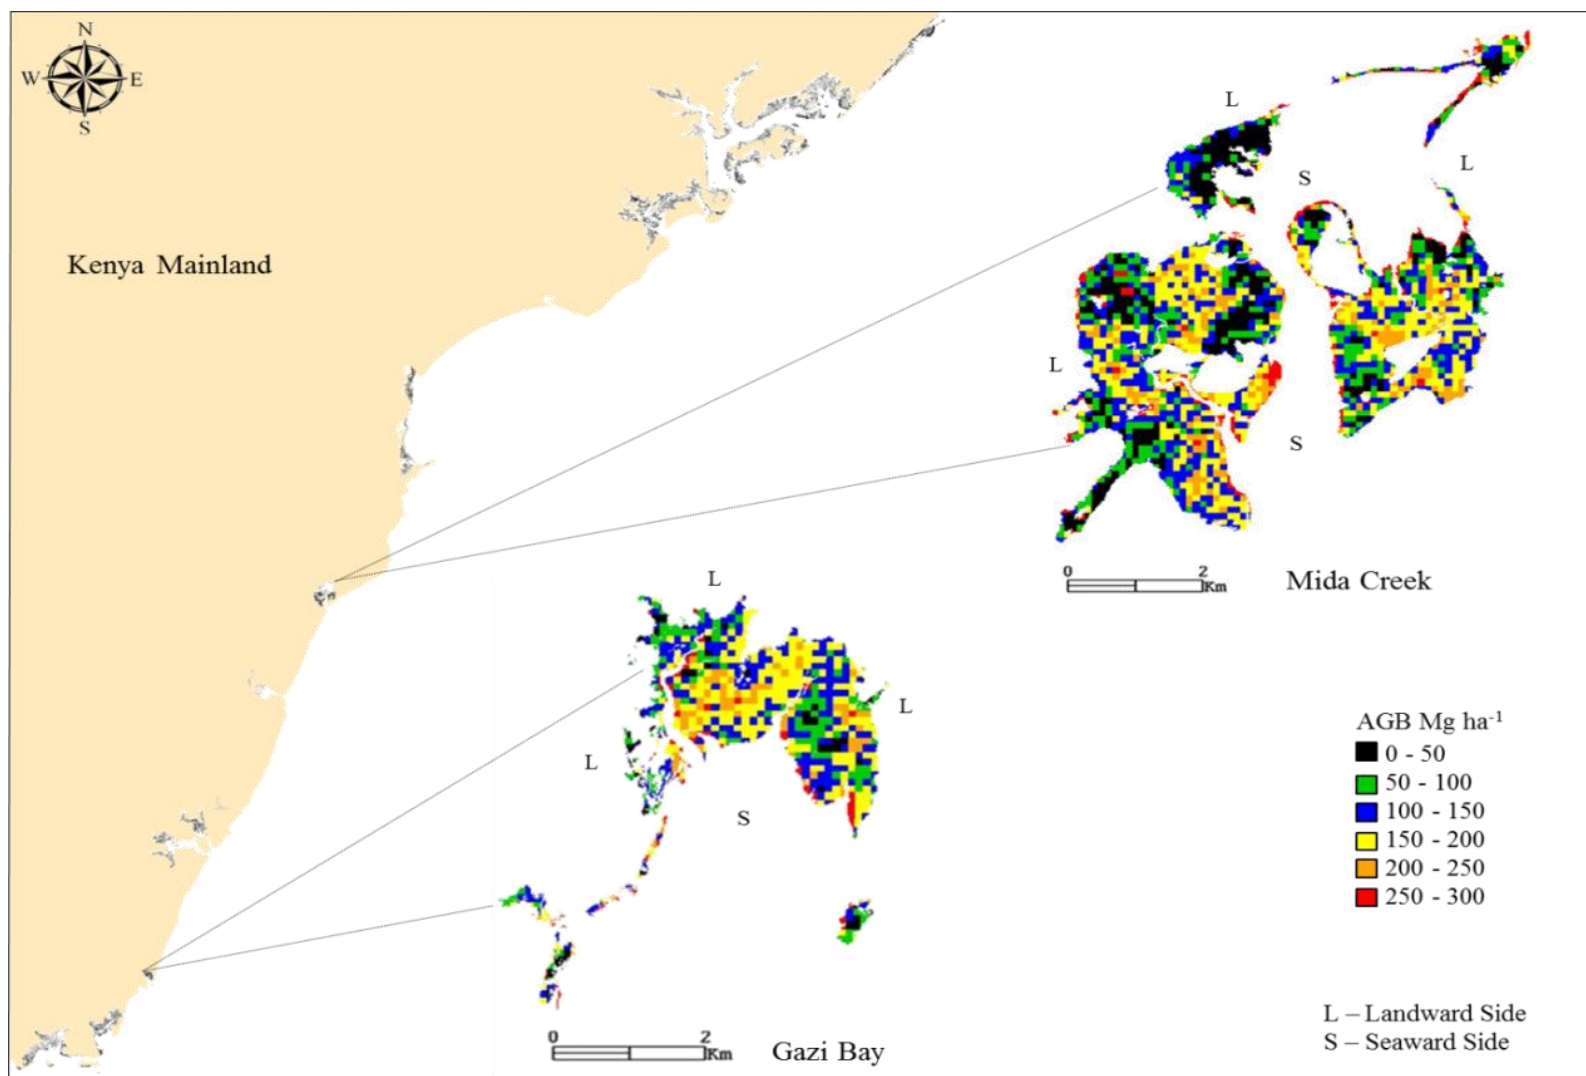 N
W E
S
L
L
S
Kenya Mainland
L
S
0 2
Km
Mida Creek
L
L
L
S
AGB Mg ha⁻¹
0 - 50
50 - 100
100 - 150
150 - 200
200 - 250
250 - 300
0 2
Km
Gazi Bay
L – Landward Side
S – Seaward Side